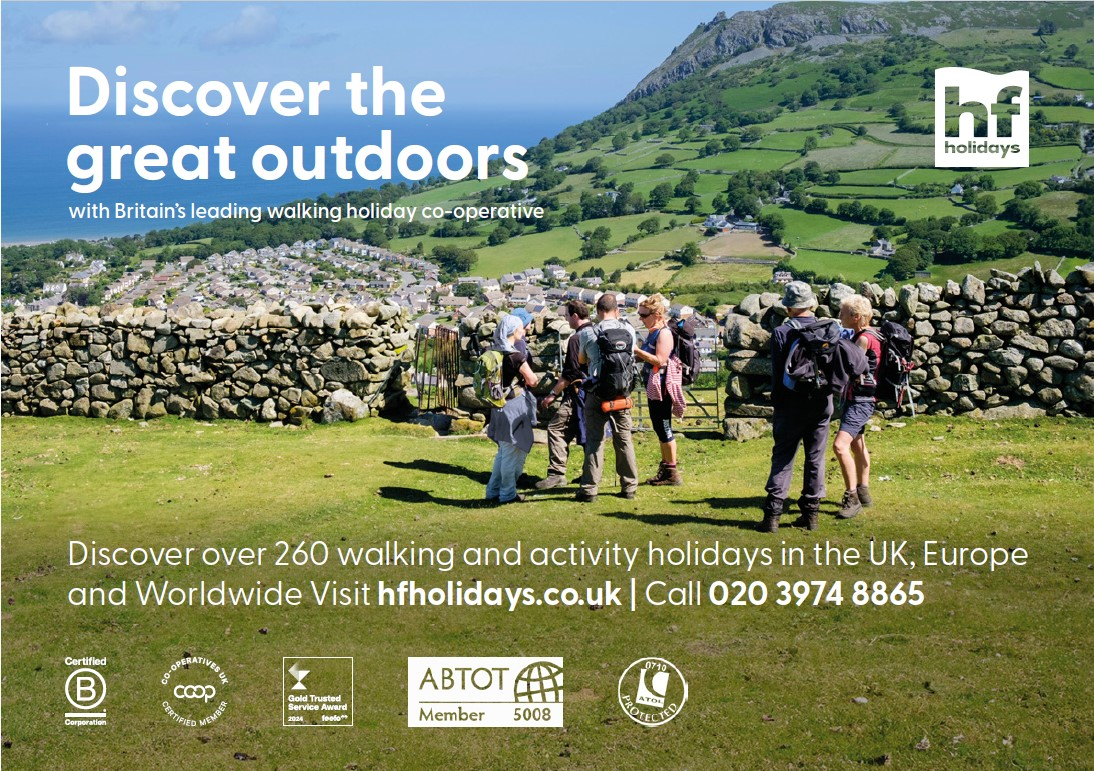 Discover the
great outdoors
with Britain's leading walking holiday co-operative
hf
holidays
Discover over 260 walking and activity holidays in the UK, Europe
and Worldwide Visit hfholidays.co.uk | Call 020 3974 8865
Certified
B
Corporation
CO-OPERATIVES UK
coop
CERTIFIED MEMBER
Gold Trusted
Service Award
2024 feefo
ABTOT
Member 5008
0710
ATOL
PROTECTED